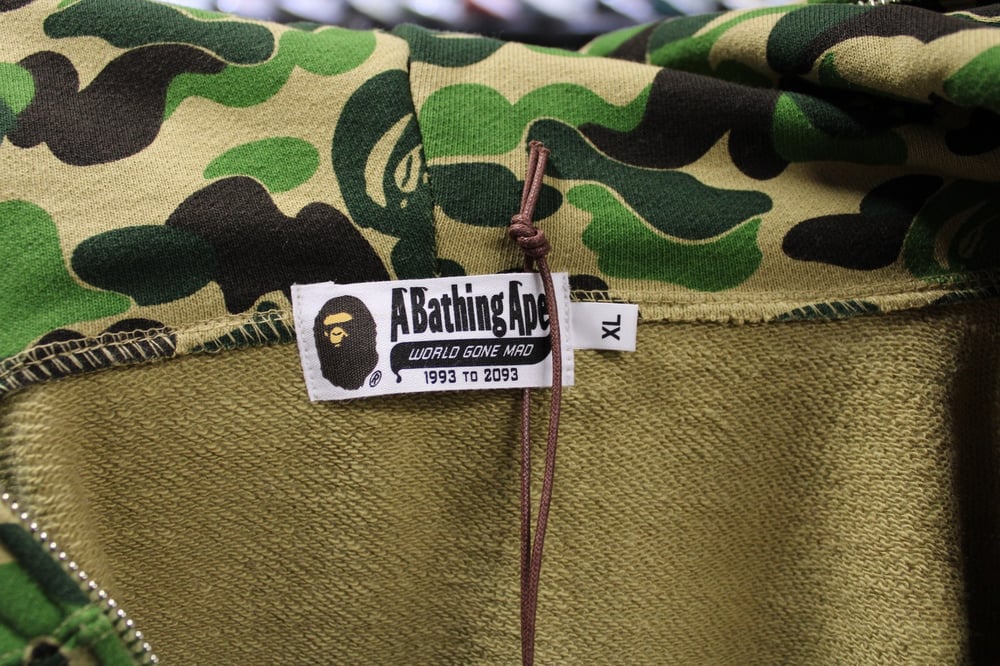 A Bathing Ape
WORLD GONE MAD
1993 TO 2093
®
XL